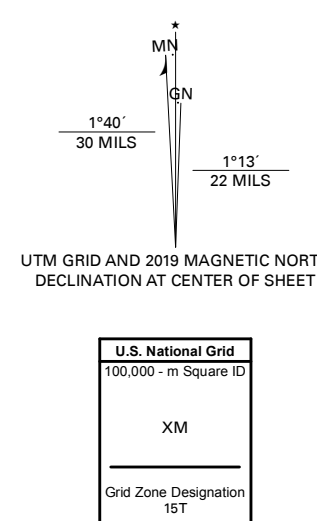 ★
MN
GN
1°40´
30 MILS
1°13´
22 MILS
UTM GRID AND 2019 MAGNETIC NORT
DECLINATION AT CENTER OF SHEET
U.S. National Grid
100,000 - m Square ID
XM
Grid Zone Designation
15T